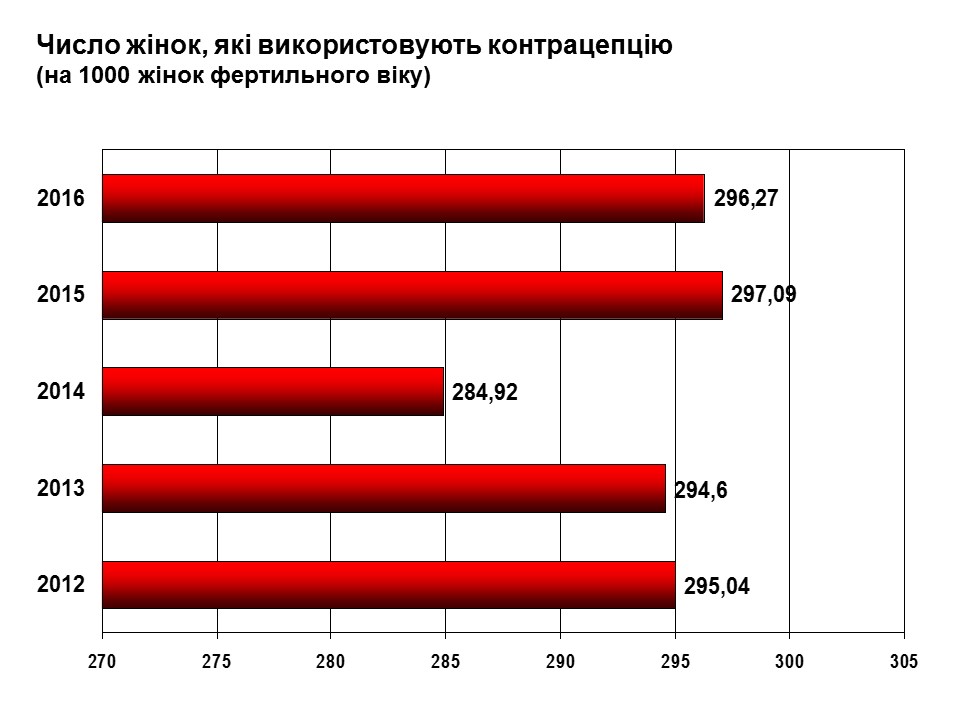 Число жінок, які використовують контрацепцію
(на 1000 жінок фертильного віку)
2016 296,27
2015 297,09
2014 284,92
2013 294,6
2012 295,04
270 275 280 285 290 295 300 305